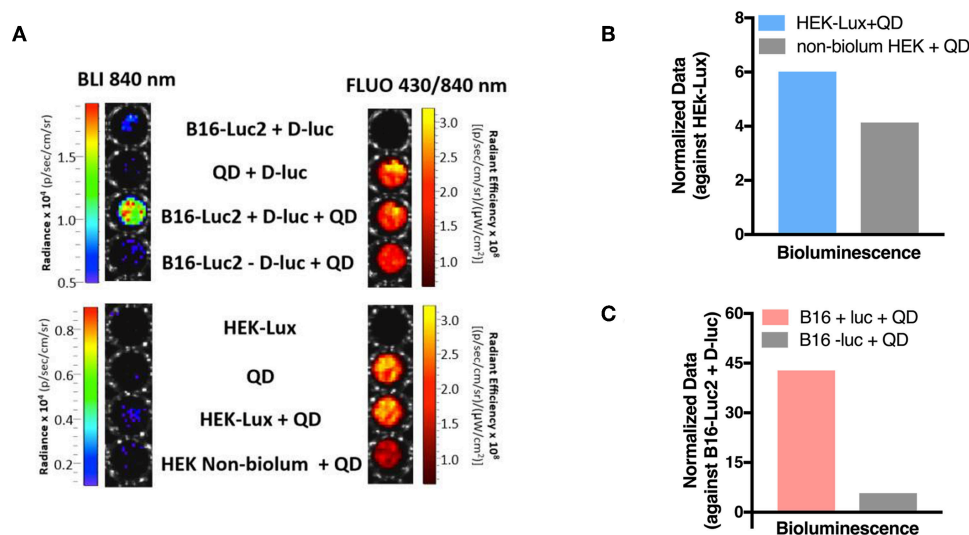 A
BLI 840 nm
FLUO 430/840 nm
Radiance x 10⁴ (p/sec/cm/sr)
1.5
1.0
0.5
B16-Luc2 + D-luc
QD + D-luc
B16-Luc2 + D-luc + QD
B16-Luc2 - D-luc + QD
3.0
2.5
2.0
1.5
1.0
Radiant Efficiency x 10⁸
[(p/sec/cm/sr)/(µW/cm²)]
Radiance x 10⁴ (p/sec/cm/sr)
0.8
0.6
0.4
0.2
HEK-Lux
QD
HEK-Lux + QD
HEK Non-biolum + QD
3.0
2.5
2.0
1.5
1.0
Radiant Efficiency x 10⁸
[(p/sec/cm/sr)/(µW/cm²)]
B
HEK-Lux+QD
non-biolum HEK + QD
Normalized Data
(against HEk-Lux)
8
6
4
2
0
Bioluminescence
C
B16 + luc + QD
B16 -luc + QD
Normalized Data
(against B16-Luc2 + D-luc)
60
45
30
15
0
Bioluminescence